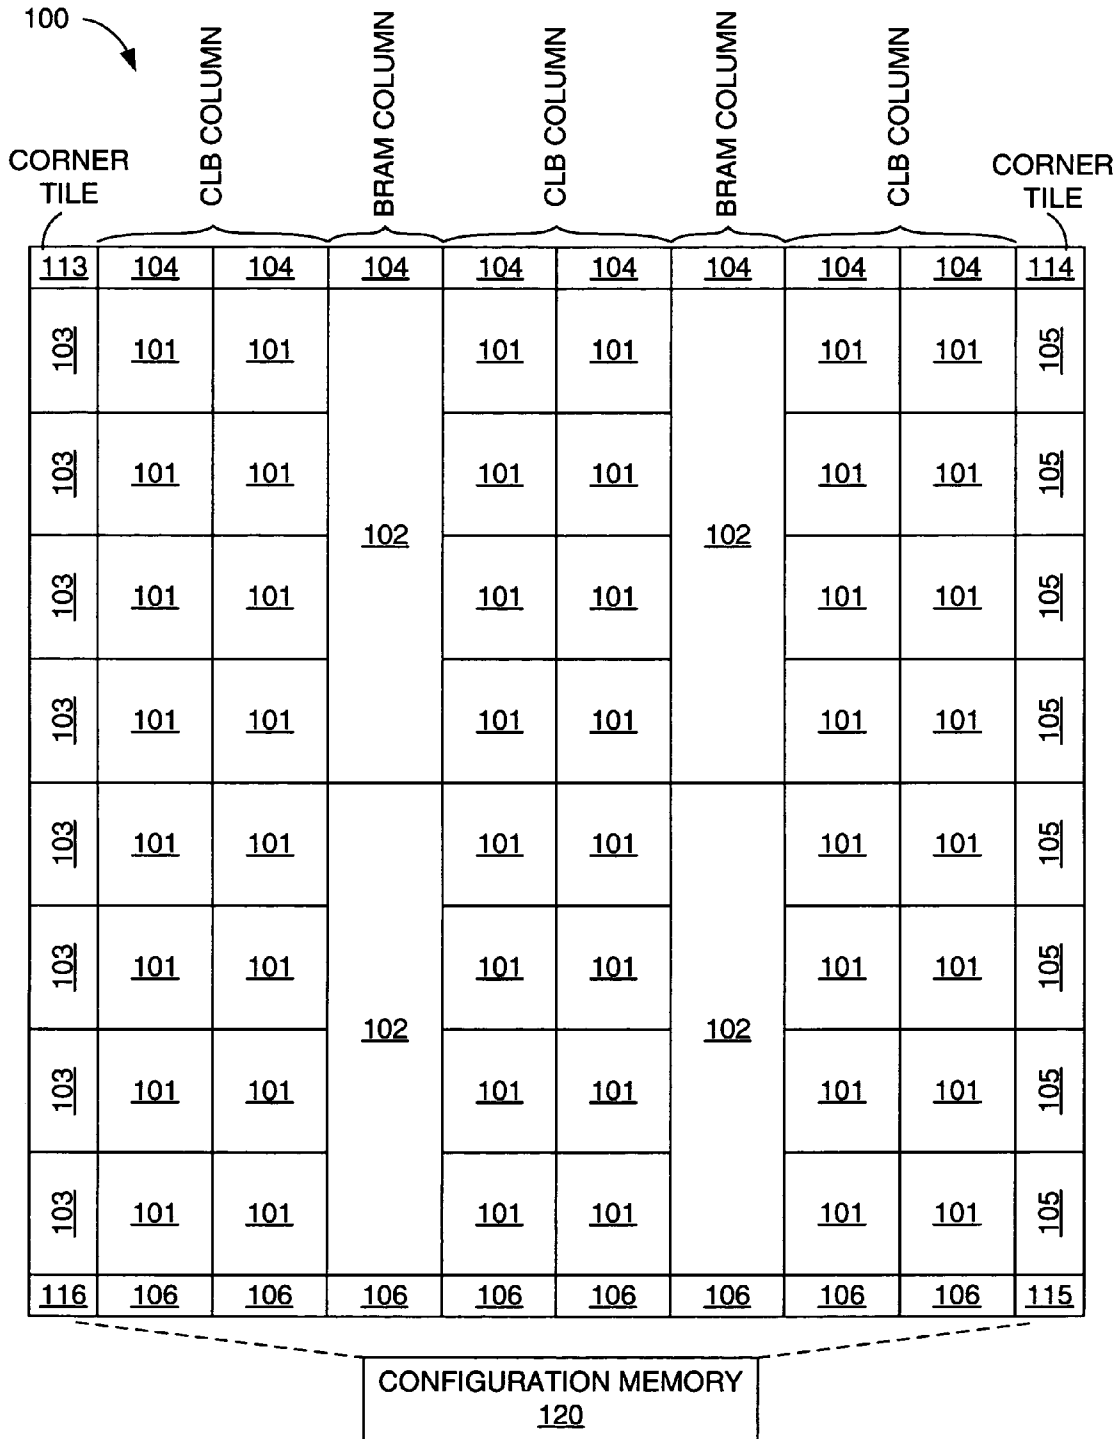 100
CLB COLUMN
BRAM COLUMN
CLB COLUMN
BRAM COLUMN
CLB COLUMN
CORNER
TILE
CORNER
TILE
113 104 104 104 104 104 104 104 104 114
103 101 101 101 101 101 101 105
103 101 101 101 101 101 101 105
102 102
103 101 101 101 101 101 101 105
103 101 101 101 101 101 101 105
103 101 101 101 101 101 101 105
103 101 101 101 101 101 101 105
102 102
103 101 101 101 101 101 101 105
103 101 101 101 101 101 101 105
116 106 106 106 106 106 106 106 106 115
CONFIGURATION MEMORY
120